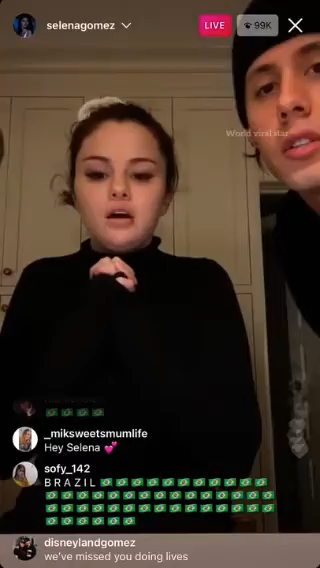 selenagomez
LIVE
99K
World viral star
_miksweetsmumlife
Hey Selena 💕
sofy_142
B R A Z I L 🇧🇷🇧🇷🇧🇷🇧🇷🇧🇷🇧🇷🇧🇷🇧🇷🇧🇷🇧🇷🇧🇷
🇧🇷🇧🇷🇧🇷🇧🇷🇧🇷🇧🇷🇧🇷🇧🇷🇧🇷🇧🇷🇧🇷🇧🇷🇧🇷🇧🇷🇧🇷
🇧🇷🇧🇷🇧🇷🇧🇷🇧🇷🇧🇷🇧🇷🇧🇷🇧🇷🇧🇷🇧🇷🇧🇷🇧🇷🇧🇷🇧🇷
🇧🇷🇧🇷🇧🇷🇧🇷🇧🇷🇧🇷
disneylandgomez
we've missed you doing lives